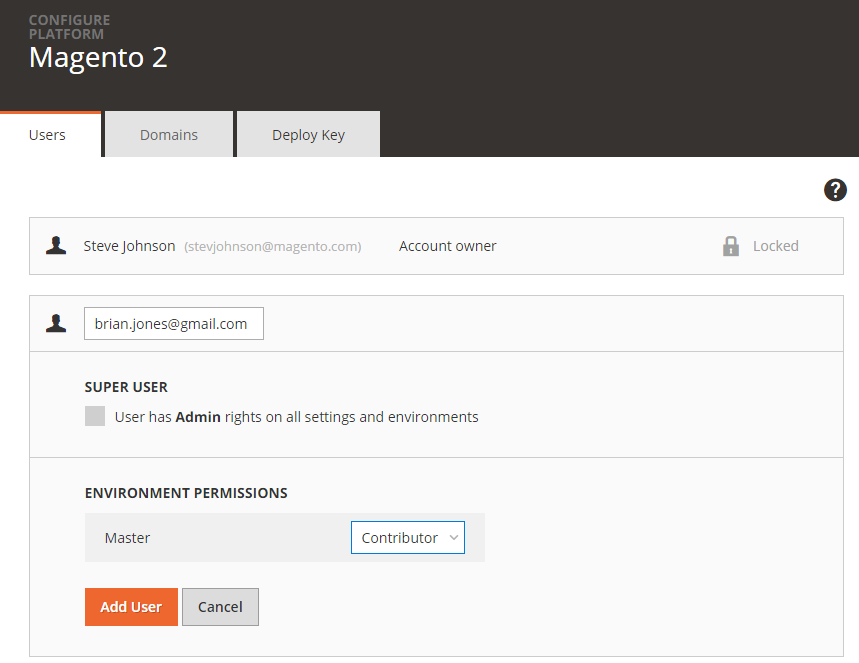 CONFIGURE
PLATFORM
Magento 2
Users Domains Deploy Key
?
Steve Johnson (stevjohnson@magento.com) Account owner Locked
brian.jones@gmail.com
SUPER USER
User has Admin rights on all settings and environments
ENVIRONMENT PERMISSIONS
Master Contributor
Add User Cancel